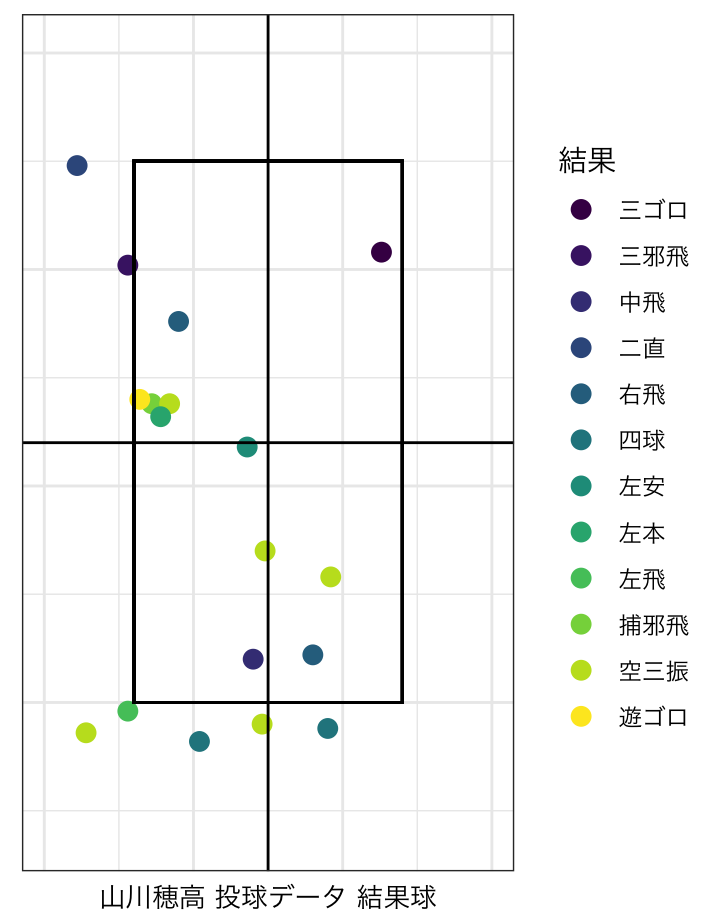 結果
三ゴロ
三邪飛
中飛
二直
右飛
四球
左安
左本
左飛
捕邪飛
空三振
遊ゴロ
山川穂高 投球データ 結果球